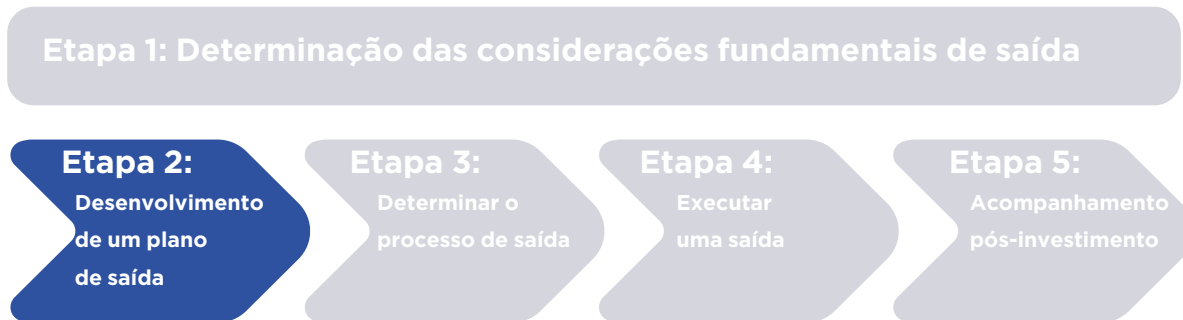 Etapa 1: Determinação das considerações fundamentais de saída
Etapa 2:
Desenvolvimento
de um plano
de saída
Etapa 3:
Determinar o
processo de saída
Etapa 4:
Executar
uma saída
Etapa 5:
Acompanhamento
pós-investimento